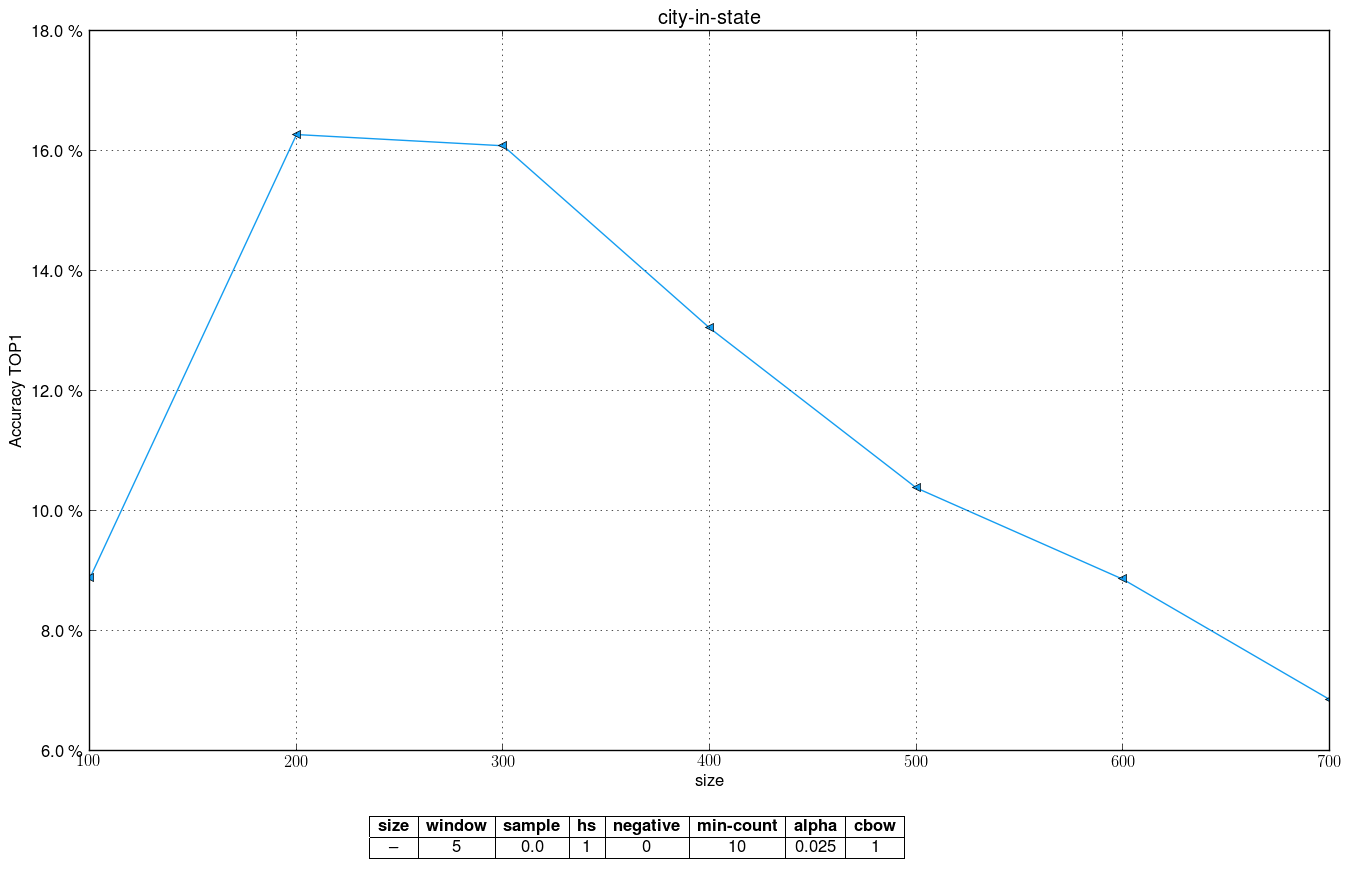 city-in-state
18.0 %
16.0 %
14.0 %
12.0 %
10.0 %
8.0 %
6.0 %
Accuracy TOP1
100 200 300 400 500 600 700
size
size window sample hs negative min-count alpha cbow
– 5 0.0 1 0 10 0.025 1